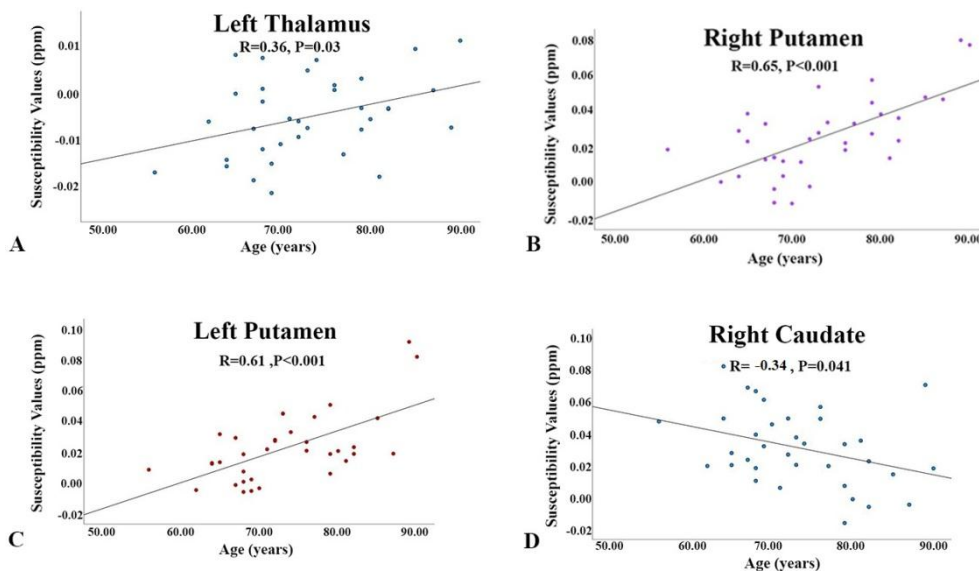 Left Thalamus
R=0.36, P=0.03
Susceptibility Values (ppm)
0.01
0.00
-0.01
-0.02
50.00 60.00 70.00 80.00 90.00
Age (years)
A
Right Putamen
R=0.65, P<0.001
Susceptibility Values (ppm)
0.08
0.06
0.04
0.02
0.00
-0.02
50.00 60.00 70.00 80.00 90.00
Age (years)
B
Left Putamen
R=0.61 ,P<0.001
Susceptibility Values (ppm)
0.10
0.08
0.06
0.04
0.02
0.00
-0.02
50.00 60.00 70.00 80.00 90.00
Age (years)
C
Right Caudate
R= -0.34 , P=0.041
Susceptibility Values (ppm)
0.10
0.08
0.06
0.04
0.02
0.00
-0.02
50.00 60.00 70.00 80.00 90.00
Age (years)
D